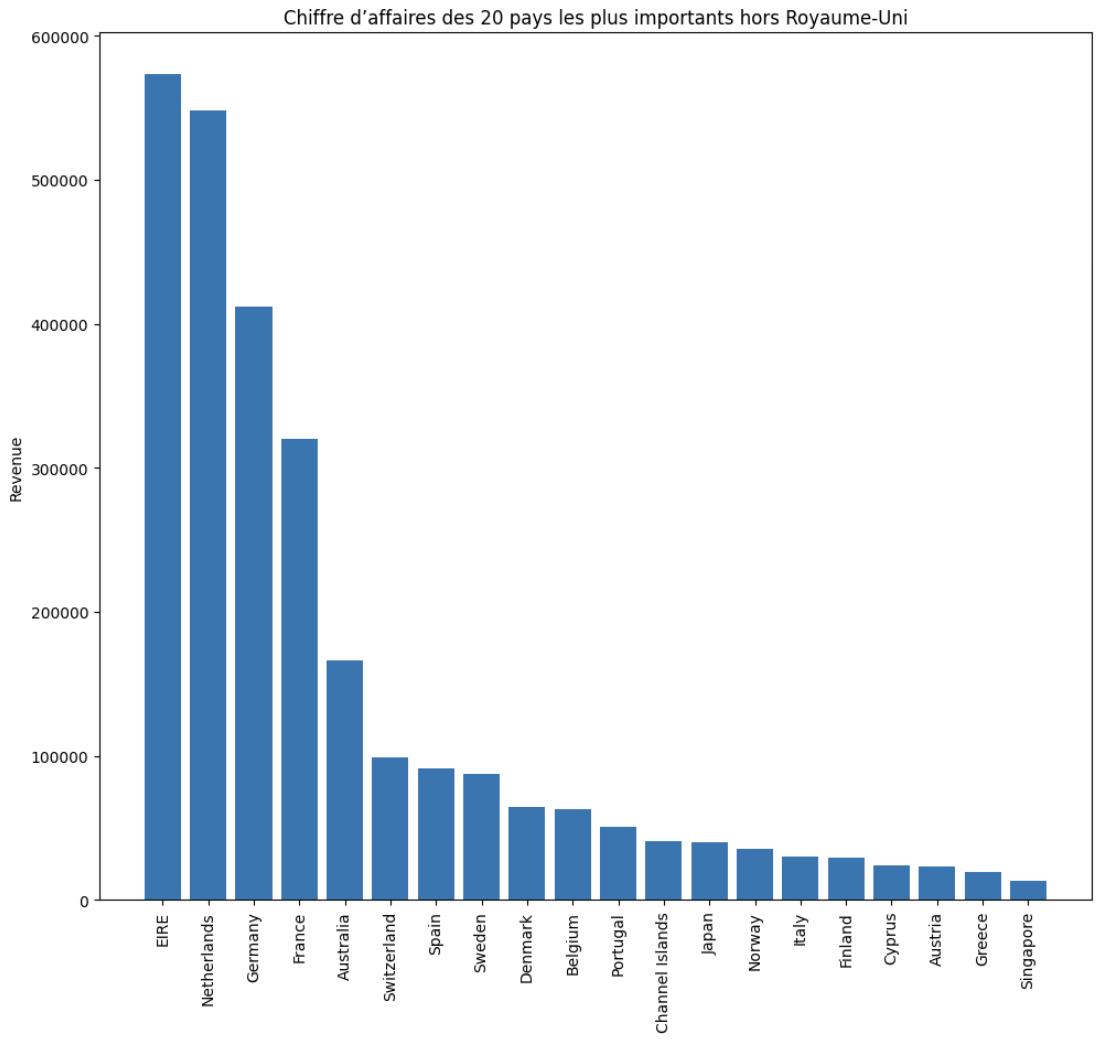 Chiffre d’affaires des 20 pays les plus importants hors Royaume-Uni
600000
500000
400000
300000
200000
100000
0
Revenue
EIRE
Netherlands
Germany
France
Australia
Switzerland
Spain
Sweden
Denmark
Belgium
Portugal
Channel Islands
Japan
Norway
Italy
Finland
Cyprus
Austria
Greece
Singapore